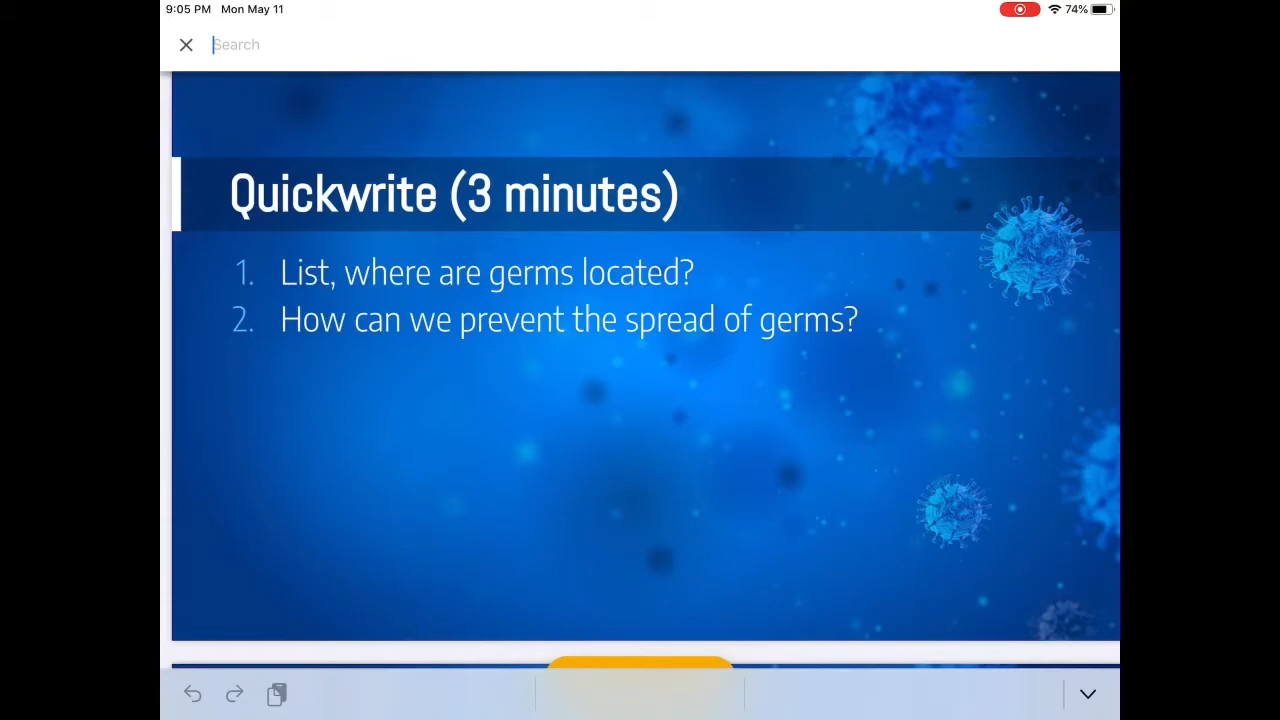 9:05 PM Mon May 11 74%
Search
Quickwrite (3 minutes)
1. List, where are germs located?
2. How can we prevent the spread of germs?